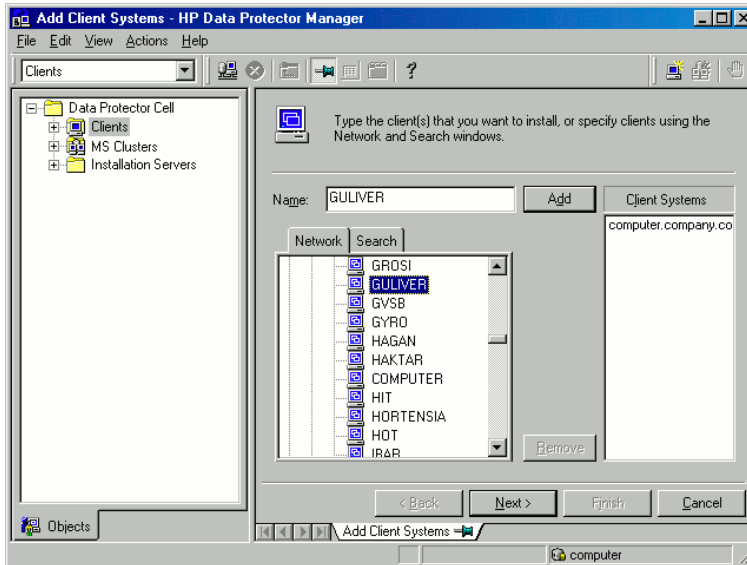 Add Client Systems - HP Data Protector Manager
File Edit View Actions Help
Clients
Data Protector Cell
Clients
MS Clusters
Installation Servers
Objects
Type the client(s) that you want to install, or specify clients using the
Network and Search windows.
Name: GULIVER Add Client Systems
computer.company.co
Network Search
GROSI
GULIVER
GVSB
GYRO
HAGAN
HAKTAR
COMPUTER
HIT
HORTENSIA
HOT
IBAR
Remove
< Back Next > Finish Cancel
Add Client Systems
computer